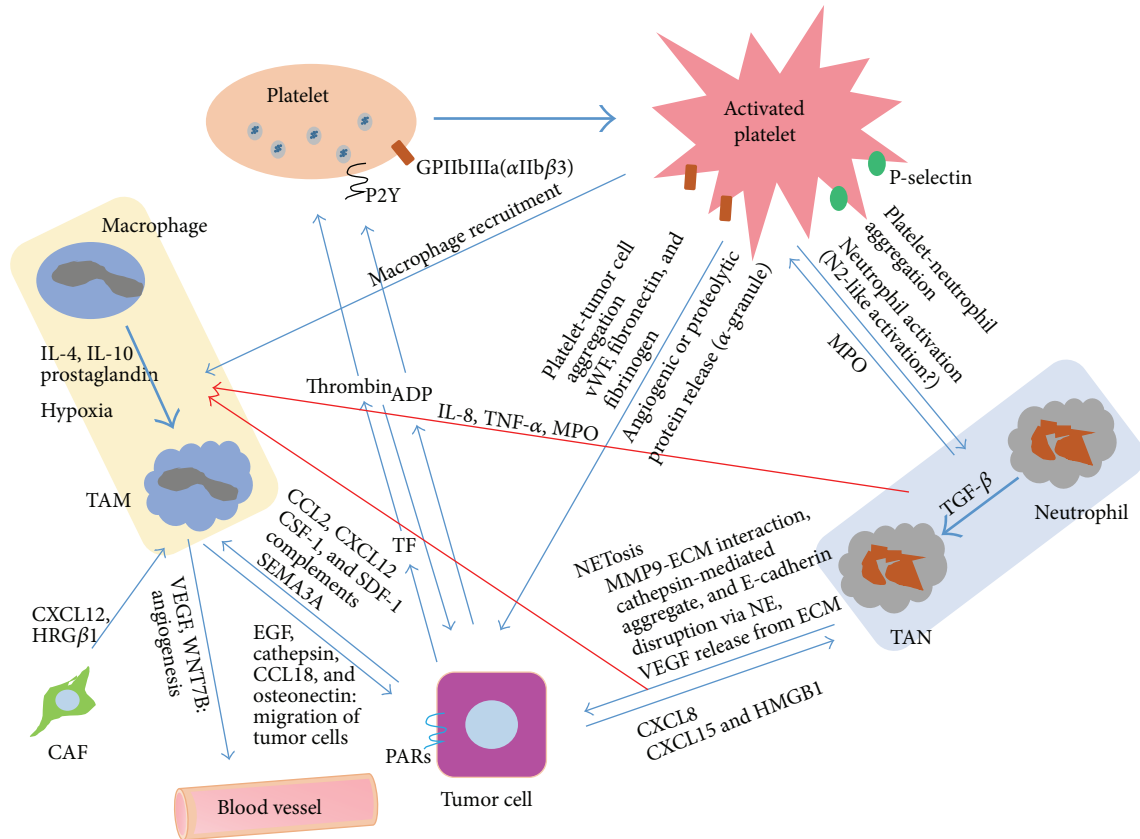 Platelet
Activated
platelet
GPIIbIIIa(αIIbβ3)
P2Y
P-selectin
Macrophage
Macrophage recruitment
Platelet-neutrophil
aggregation
Neutrophil activation
(N2-like activation?)
MPO
Platelet-tumor cell
aggregation
vWF, fibronectin, and
fibrinogen
Angiogenic or proteolytic
protein release (α-granule)
IL-4, IL-10
prostaglandin
Hypoxia
Thrombin
ADP
IL-8, TNF-α, MPO
TAM
TGF-β
Neutrophil
TAN
CCL2, CXCL12
CSF-1, and SDF-1
complements
SEMA3A
TF
NETosis
MMP9-ECM interaction,
cathepsin-mediated
aggregate, and E-cadherin
disruption via NE,
VEGF release from ECM
CXCL12,
HRGβ1
VEGF, WNT7B:
angiogenesis
EGF,
cathepsin,
CCL18, and
osteonectin:
migration of
tumor cells
CXCL8
CXCL15 and HMGB1
CAF
PARs
Blood vessel
Tumor cell